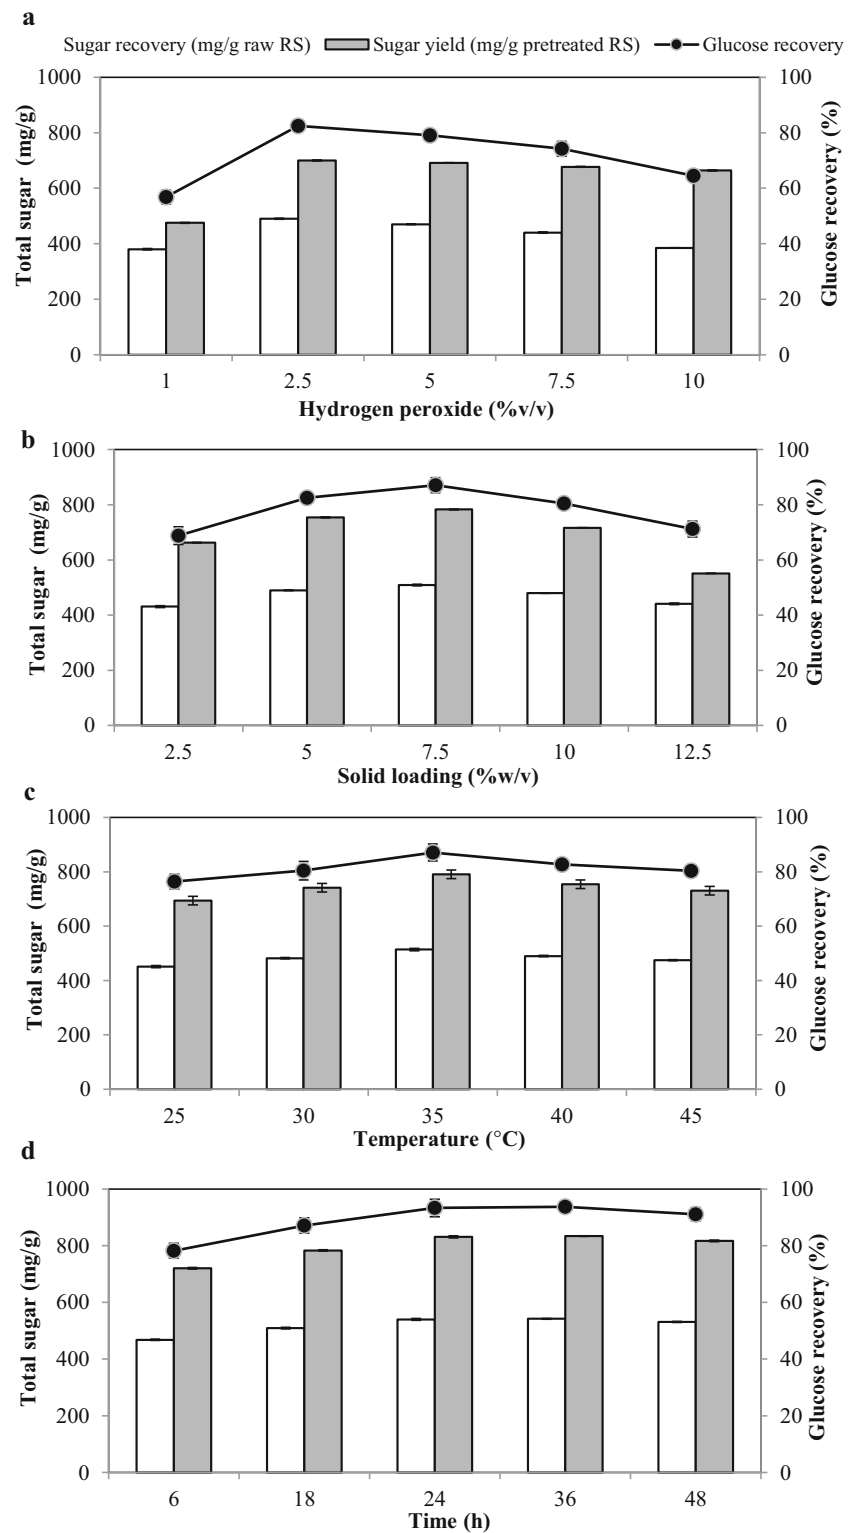 a
Sugar recovery (mg/g raw RS) Sugar yield (mg/g pretreated RS) Glucose recovery
1000 100
800 80
600 60
400 40
200 20
0 0
Total sugar (mg/g)
Glucose recovery (%)
1 2.5 5 7.5 10
Hydrogen peroxide (%v/v)
b
1000 100
800 80
600 60
400 40
200 20
0 0
Total sugar (mg/g)
Glucose recovery (%)
2.5 5 7.5 10 12.5
Solid loading (%w/v)
c
1000 100
800 80
600 60
400 40
200 20
0 0
Total sugar (mg/g)
Glucose recovery (%)
25 30 35 40 45
Temperature (°C)
d
1000 100
800 80
600 60
400 40
200 20
0 0
Total sugar (mg/g)
Glucose recovery (%)
6 18 24 36 48
Time (h)